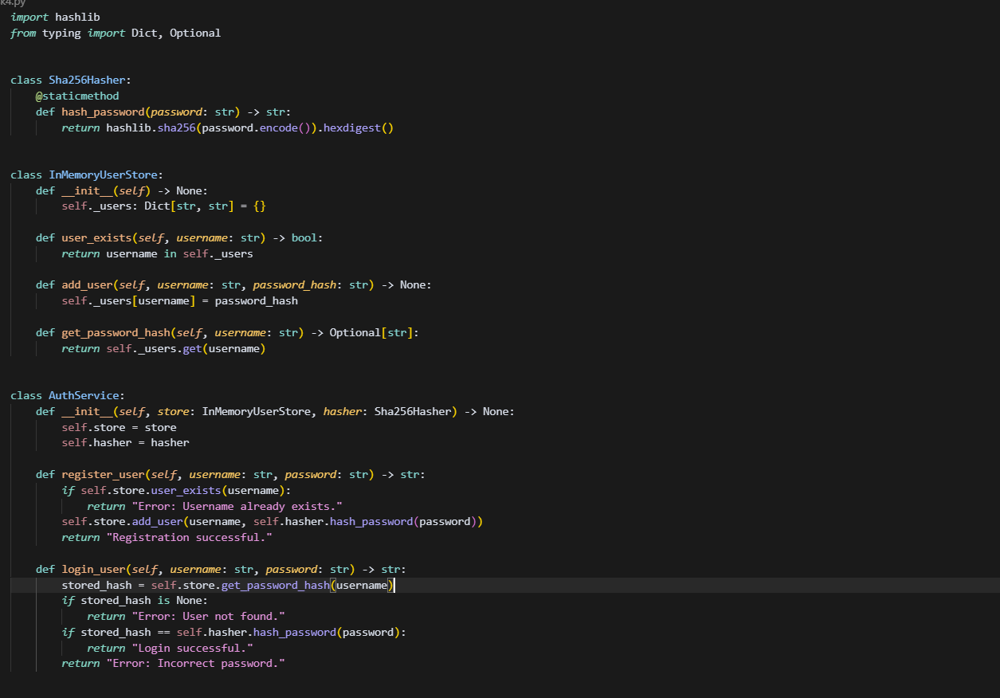 k4.py
import hashlib
from typing import Dict, Optional
class Sha256Hasher:
    @staticmethod
    def hash_password(password: str) -> str:
        return hashlib.sha256(password.encode()).hexdigest()
class InMemoryUserStore:
    def __init__(self) -> None:
        self._users: Dict[str, str] = {}
    def user_exists(self, username: str) -> bool:
        return username in self._users
    def add_user(self, username: str, password_hash: str) -> None:
        self._users[username] = password_hash
    def get_password_hash(self, username: str) -> Optional[str]:
        return self._users.get(username)
class AuthService:
    def __init__(self, store: InMemoryUserStore, hasher: Sha256Hasher) -> None:
        self.store = store
        self.hasher = hasher
    def register_user(self, username: str, password: str) -> str:
        if self.store.user_exists(username):
            return "Error: Username already exists."
        self.store.add_user(username, self.hasher.hash_password(password))
        return "Registration successful."
    def login_user(self, username: str, password: str) -> str:
        stored_hash = self.store.get_password_hash(username)
        if stored_hash is None:
            return "Error: User not found."
        if stored_hash == self.hasher.hash_password(password):
            return "Login successful."
        return "Error: Incorrect password."